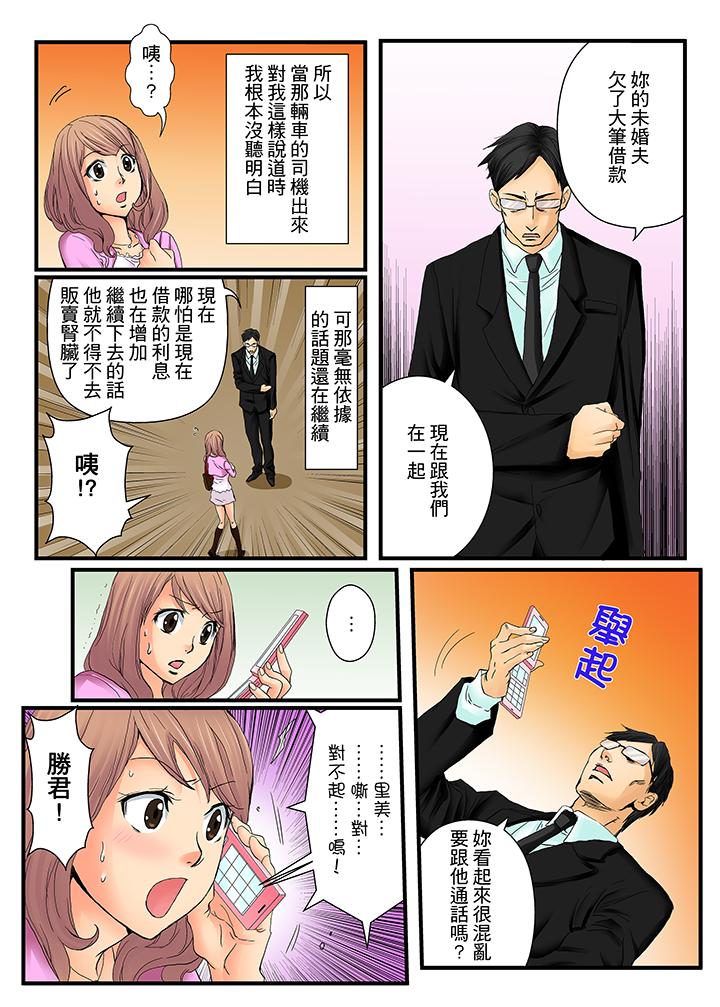 妳的未婚夫
欠了大筆借款
現在跟我們
在一起
所以
當那輛車的司機出來
對我這樣說道時
我根本沒聽明白
咦…？
可那毫無依據
的話題還在繼續
現在
哪怕是現在
借款的利息
也在增加
繼續下去的話
他就不得不去
販賣腎臟了
咦!?
舉起
妳看起來很混亂
要跟他通話嗎？
…
……里美…
……嘶…對…
對不起……嗚！
勝君！